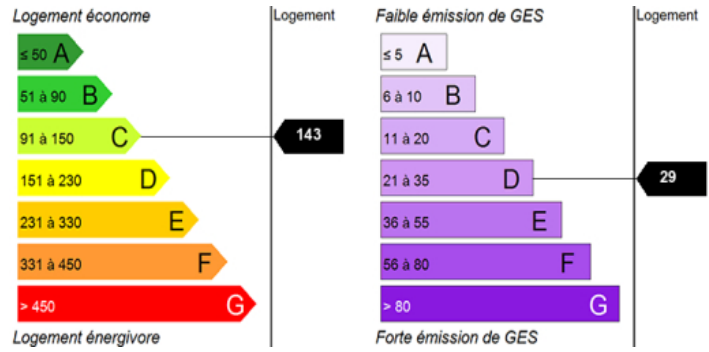 Logement économe
Logement
≤ 50 A
51 à 90 B
91 à 150 C
143
151 à 230 D
231 à 330 E
331 à 450 F
> 450 G
Logement énergivore
Faible émission de GES
Logement
≤ 5 A
6 à 10 B
11 à 20 C
21 à 35 D
29
36 à 55 E
56 à 80 F
> 80 G
Forte émission de GES